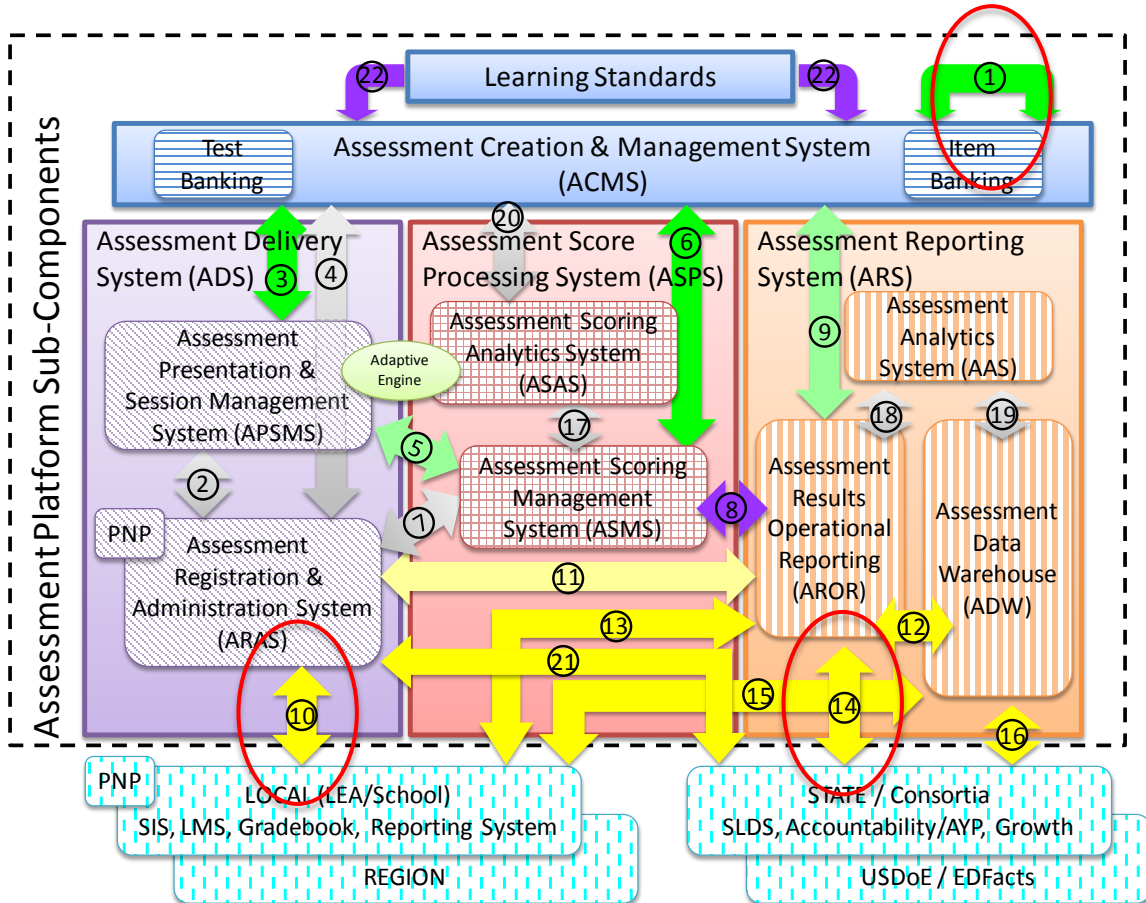 Assessment Platform Sub-Components
22
Learning Standards
22
1
Test
Banking
Assessment Creation & Management System
(ACMS)
Item
Banking
Assessment Delivery
System (ADS)
3
4
Assessment Score
Processing System (ASPS)
20
6
Assessment Reporting
System (ARS)
9
Assessment
Presentation &
Session Management
System (APSMS)
Adaptive
Engine
Assessment Scoring
Analytics System
(ASAS)
Assessment
Analytics
System (AAS)
5
17
18
19
2
7
Assessment Scoring
Management
System (ASMS)
8
Assessment
Results
Operational
Reporting
(AROR)
Assessment
Data
Warehouse
(ADW)
PNP
Assessment
Registration &
Administration System
(ARAS)
11
13
12
21
15
10
14
16
PNP
LOCAL (LEA/School)
SIS, LMS, Gradebook, Reporting System
REGION
STATE / Consortia
SLDS, Accountability/AYP, Growth
USDoE / EDFacts